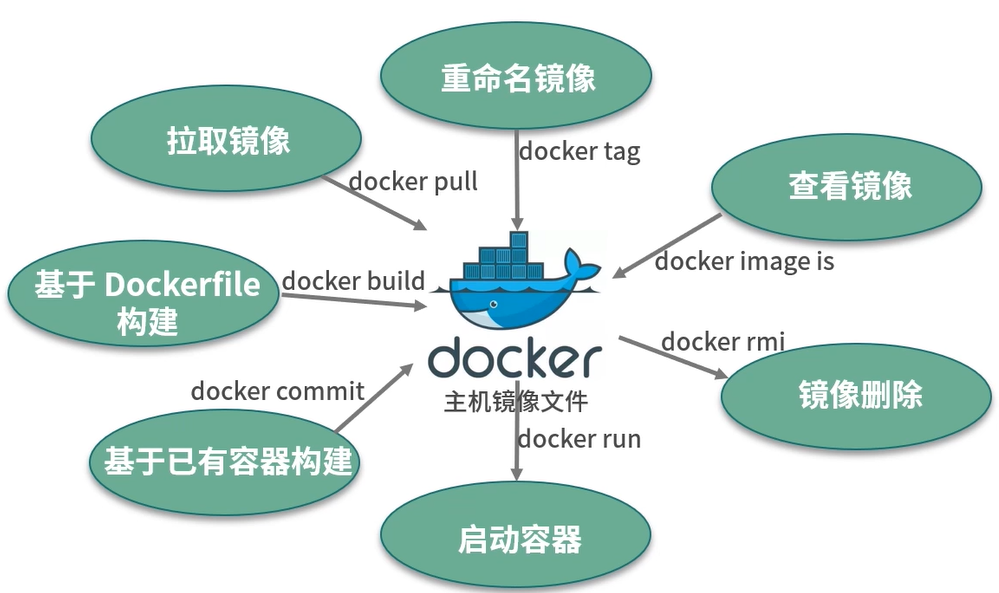 重命名镜像
拉取镜像
docker tag
docker pull
查看镜像
docker image is
基于 Dockerfile
构建
docker build
docker
主机镜像文件
docker rmi
镜像删除
docker commit
基于已有容器构建
docker run
启动容器